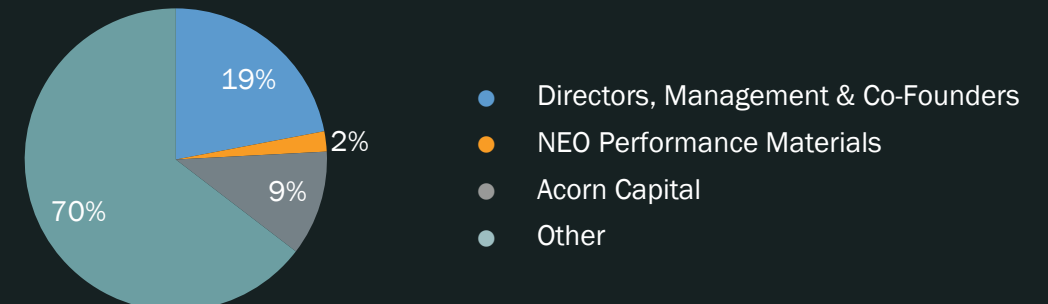 19%
2%
9%
70%
Directors, Management & Co-Founders
NEO Performance Materials
Acorn Capital
Other